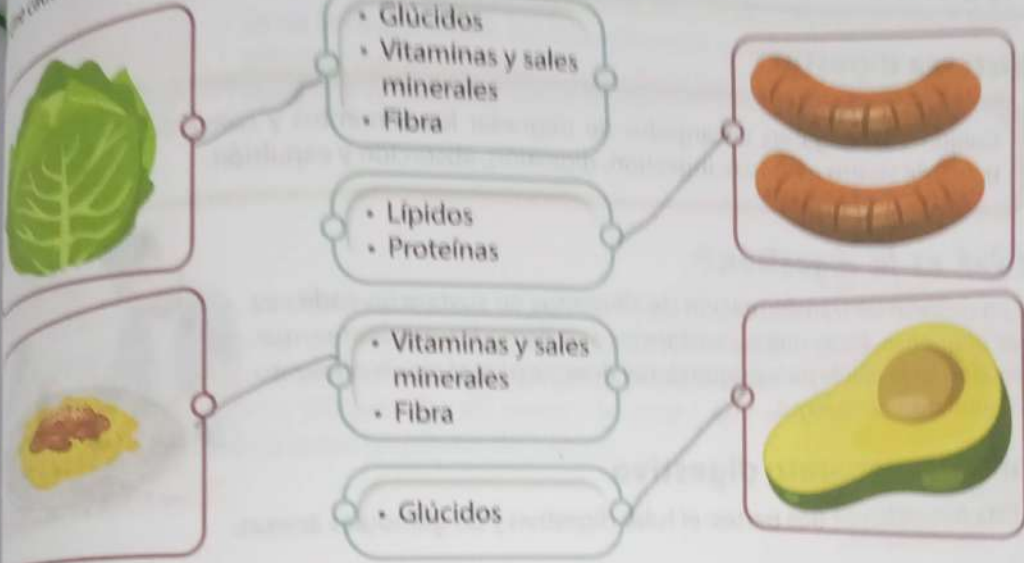 • Glúcidos
• Vitaminas y sales
minerales
• Fibra
• Lípidos
• Proteínas
• Vitaminas y sales
minerales
• Fibra
• Glúcidos